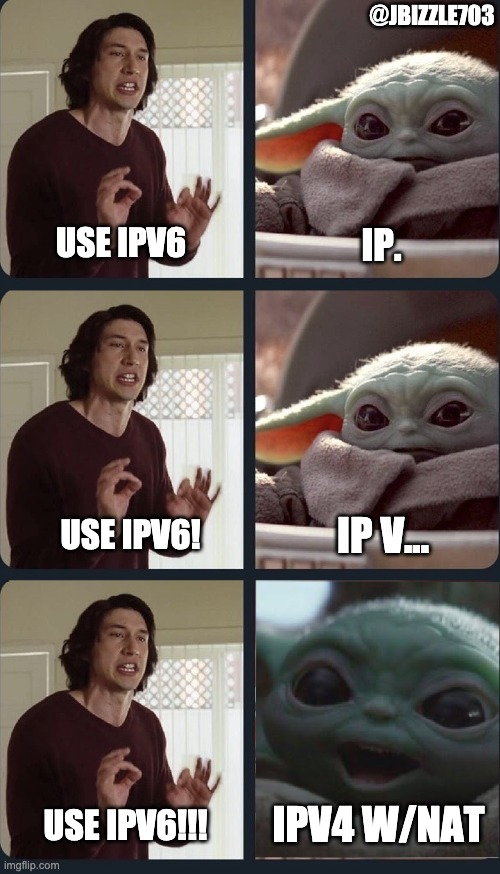 @JBIZZLE703
USE IPV6
IP.
USE IPV6!
IP V...
USE IPV6!!!
IPV4 W/NAT
imgflip.com